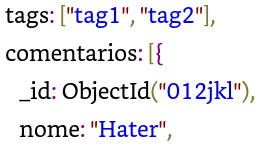 tags: ["tag1", "tag2"],
comentarios: [{
_id: ObjectId("012jkl"),
nome: "Hater",